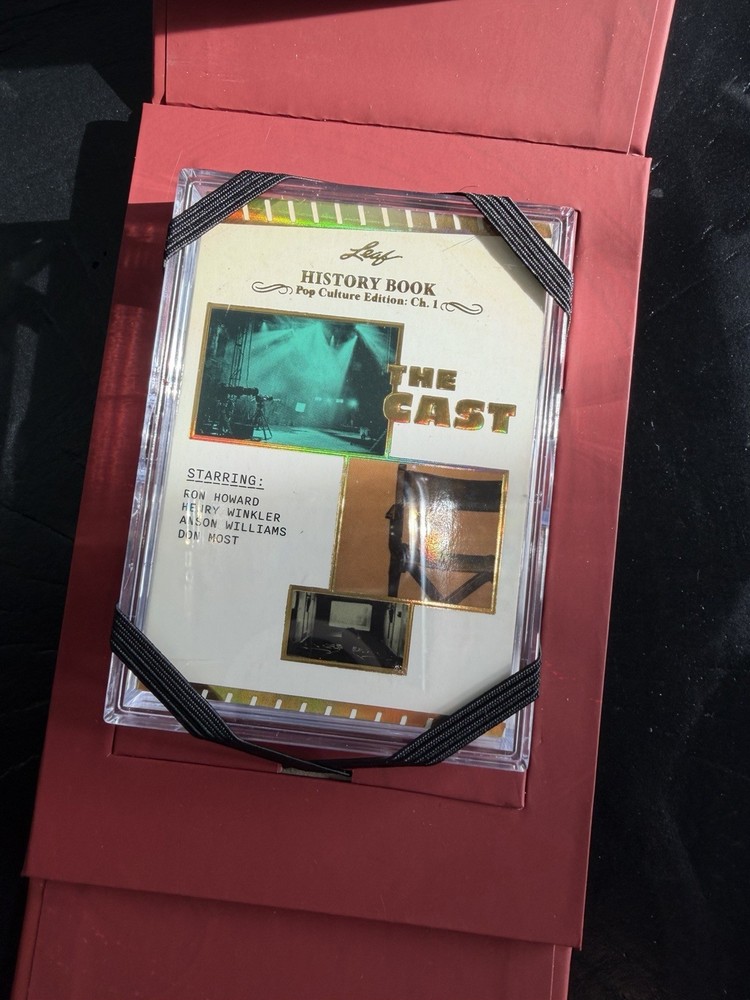 Leaf
HISTORY BOOK
Pop Culture Edition: Ch. 1
THE
CAST
STARRING:
RON HOWARD
HENRY WINKLER
ANSON WILLIAMS
DON MOST